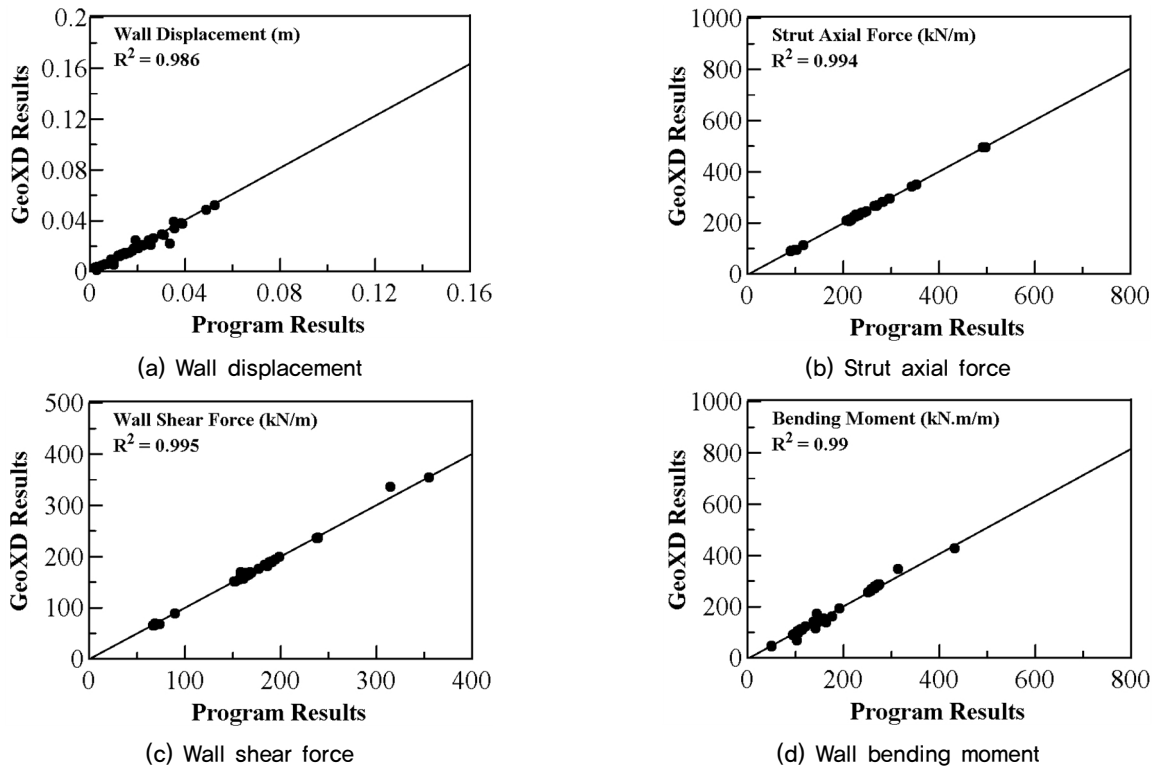 Wall Displacement (m)
R² = 0.986
0.2
0.16
0.12
0.08
0.04
0
0 0.04 0.08 0.12 0.16
GeoXD Results
Program Results
(a) Wall displacement
Strut Axial Force (kN/m)
R² = 0.994
1000
800
600
400
200
0
0 200 400 600 800
GeoXD Results
Program Results
(b) Strut axial force
Wall Shear Force (kN/m)
R² = 0.995
500
400
300
200
100
0
0 100 200 300 400
GeoXD Results
Program Results
(c) Wall shear force
Bending Moment (kN.m/m)
R² = 0.99
1000
800
600
400
200
0
0 200 400 600 800
GeoXD Results
Program Results
(d) Wall bending moment